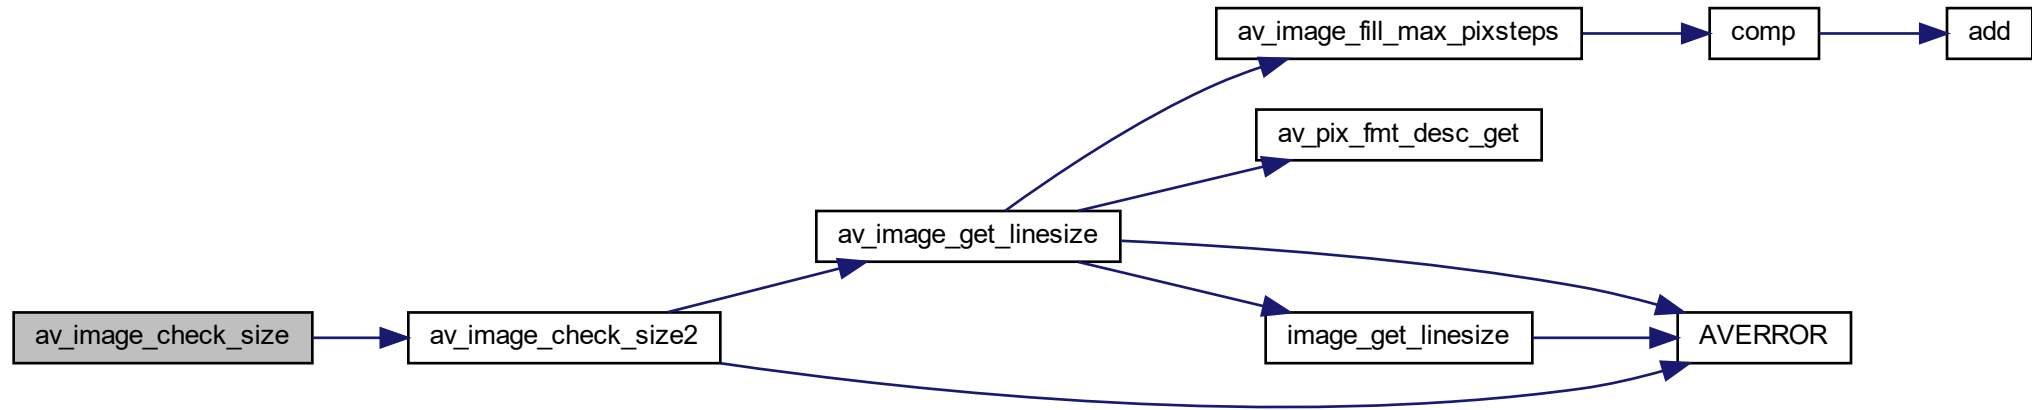 av_image_fill_max_pixsteps
comp
add
av_pix_fmt_desc_get
av_image_get_linesize
av_image_check_size
av_image_check_size2
image_get_linesize
AVERROR